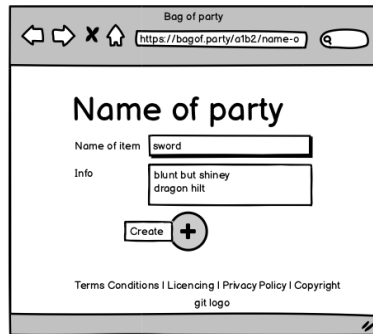 Bag of party
https://bagof.party/a1b2/name-o
Name of party
Name of item
sword
Info
blunt but shiney
dragon hilt
Create
+
Terms Conditions | Licencing | Privacy Policy | Copyright
git logo